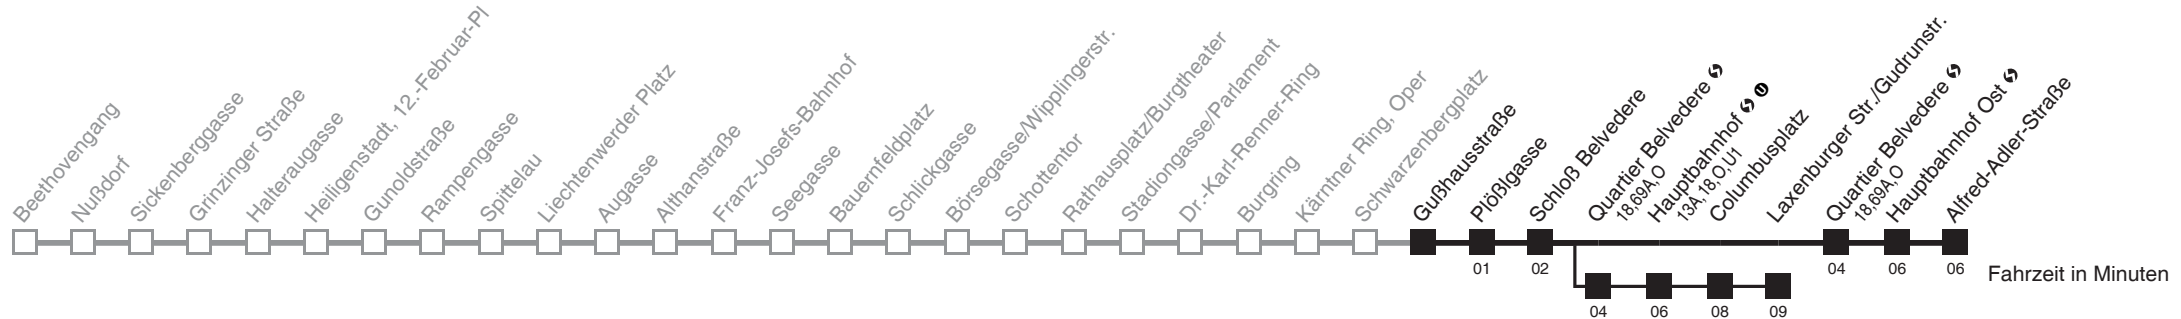 Beethovengang
Nußdorf
Sickenberggasse
Grinzinger Straße
Halteraugasse
Heiligenstadt, 12.-Februar-Pl
Gunoldstraße
Rampengasse
Spittelau
Liechtenwerder Platz
Augasse
Althanstraße
Franz-Josefs-Bahnhof
Seegasse
Bauernfeldplatz
Schlickgasse
Börsegasse/Wipplingerstr.
Schottentor
Rathausplatz/Burgtheater
Stadiongasse/Parlament
Dr.-Karl-Renner-Ring
Burgring
Kärntner Ring, Oper
Schwarzenbergplatz
Gußhausstraße
Plößlgasse
Schloß Belvedere
Quartier Belvedere
18,69A,O
Hauptbahnhof U
13A, 18,O,U1
Columbusplatz
Laxenburger Str./Gudrunstr.
Quartier Belvedere
18,69A,O
Hauptbahnhof Ost
Alfred-Adler-Straße
01 02 04 06 06
Fahrzeit in Minuten
04 06 08 09